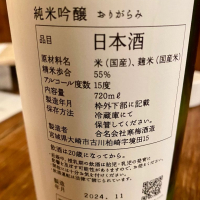 純米吟醸 おりがらみ
品目 日本酒
原材料名 米(国産)、麹米(国産米)
精米歩合 55%
アルコール度数 15度
内容量 720ml
製造年月 枠外下部に記載
保存方法 冷蔵庫にて
保管してください。
製造者 合名会社寒梅酒造
宮城県大崎市古川柏崎字境田15
飲酒は20歳になってから。
2024.11